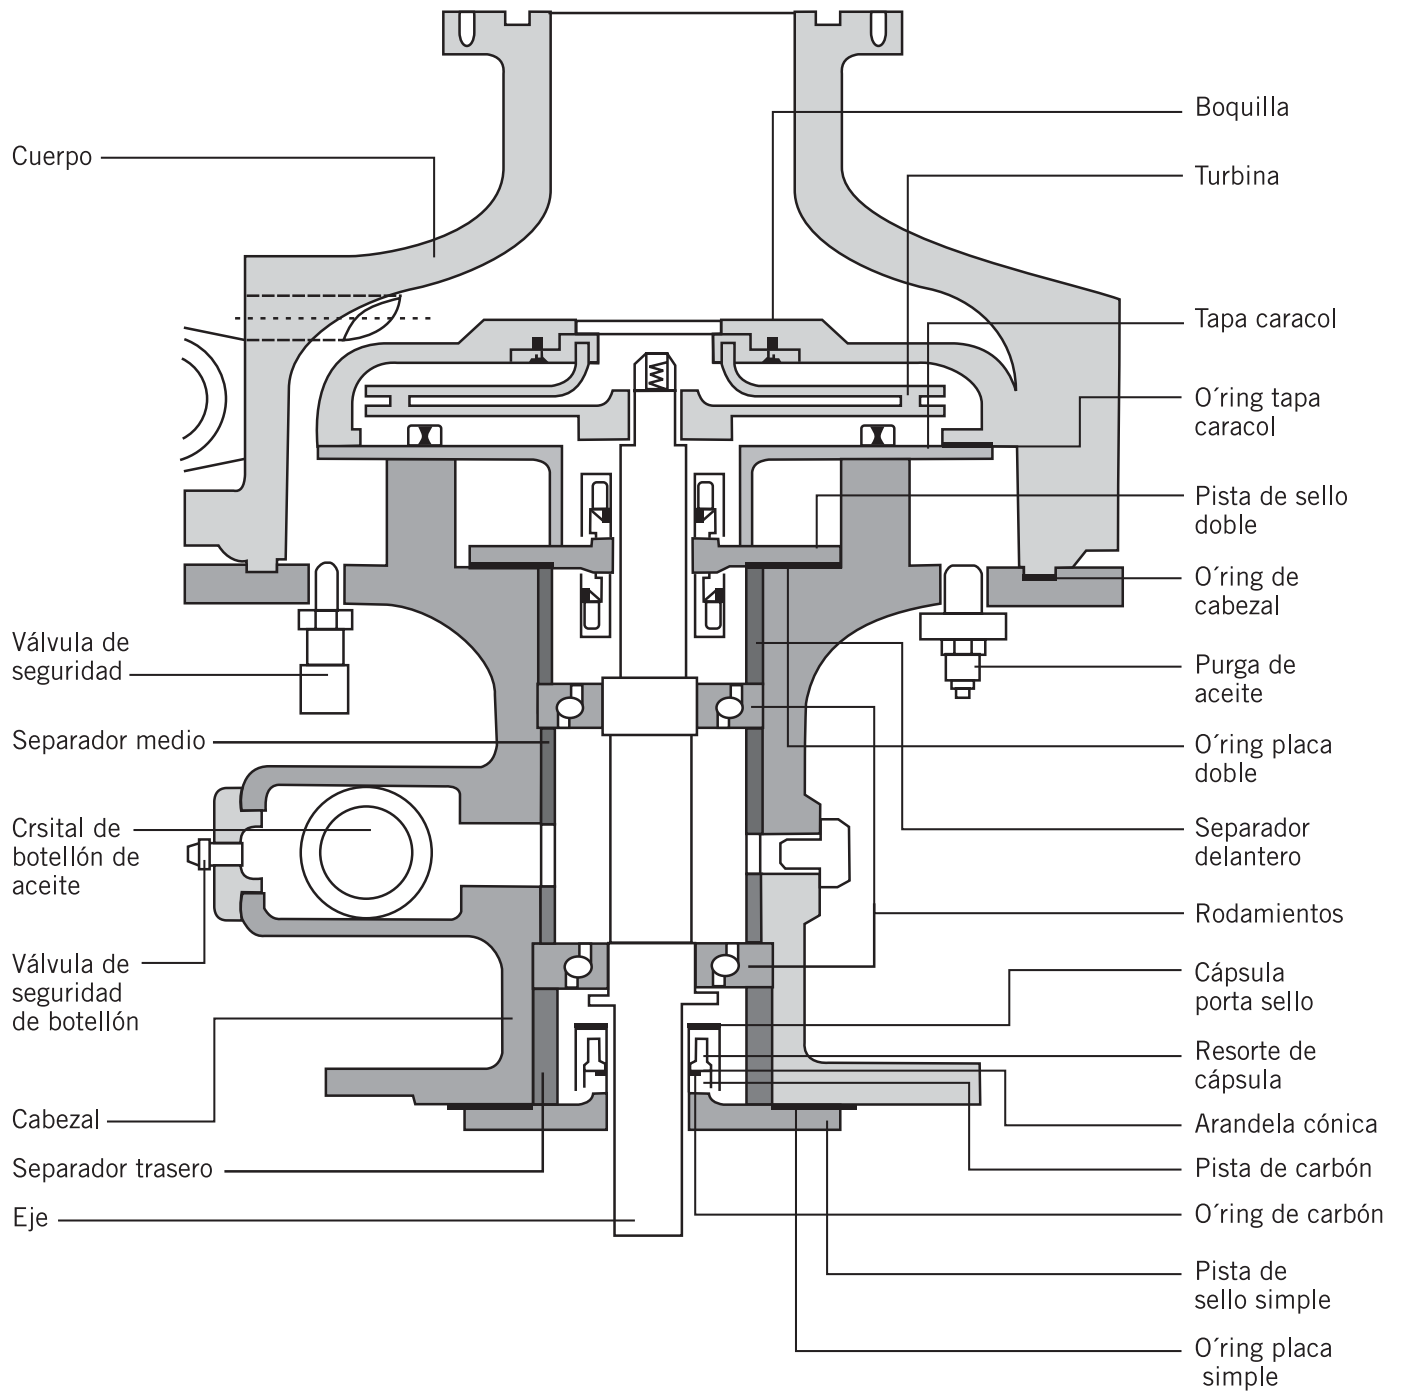 Cuerpo
Válvula de
seguridad
Separador medio
Crsital de
botellón de
aceite
Válvula de
seguridad
de botellón
Cabezal
Separador trasero
Eje
Boquilla
Turbina
Tapa caracol
O´ring tapa
caracol
Pista de sello
doble
O´ring de
cabezal
Purga de
aceite
O´ring placa
doble
Separador
delantero
Rodamientos
Cápsula
porta sello
Resorte de
cápsula
Arandela cónica
Pista de carbón
O´ring de carbón
Pista de
sello simple
O´ring placa
simple